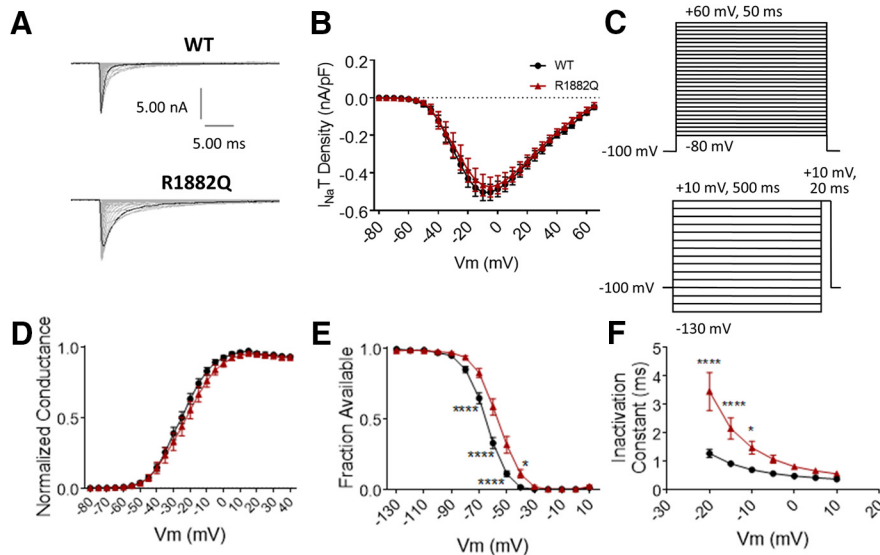 A
WT
5.00 nA
5.00 ms
R1882Q
B
0.2
0.0
-0.2
-0.4
-0.6
INaT Density (nA/pF)
WT
R1882Q
-80
-60
-40
-20
0
20
40
60
Vm (mV)
C
+60 mV, 50 ms
-80 mV
-100 mV
+10 mV, 500 ms
+10 mV,
20 ms
-100 mV
-130 mV
D
1.0
0.5
0.0
Normalized Conductance
-80
-70
-60
-50
-40
-30
-20
-10
0
10
20
30
40
Vm (mV)
E
1.0
0.5
0.0
Fraction Available
****
****
****
*
-130
-110
-90
-70
-50
-30
-10
10
Vm (mV)
F
5
4
3
2
1
0
Inactivation
Constant (ms)
****
****
*
-30
-20
-10
0
10
20
Vm (mV)